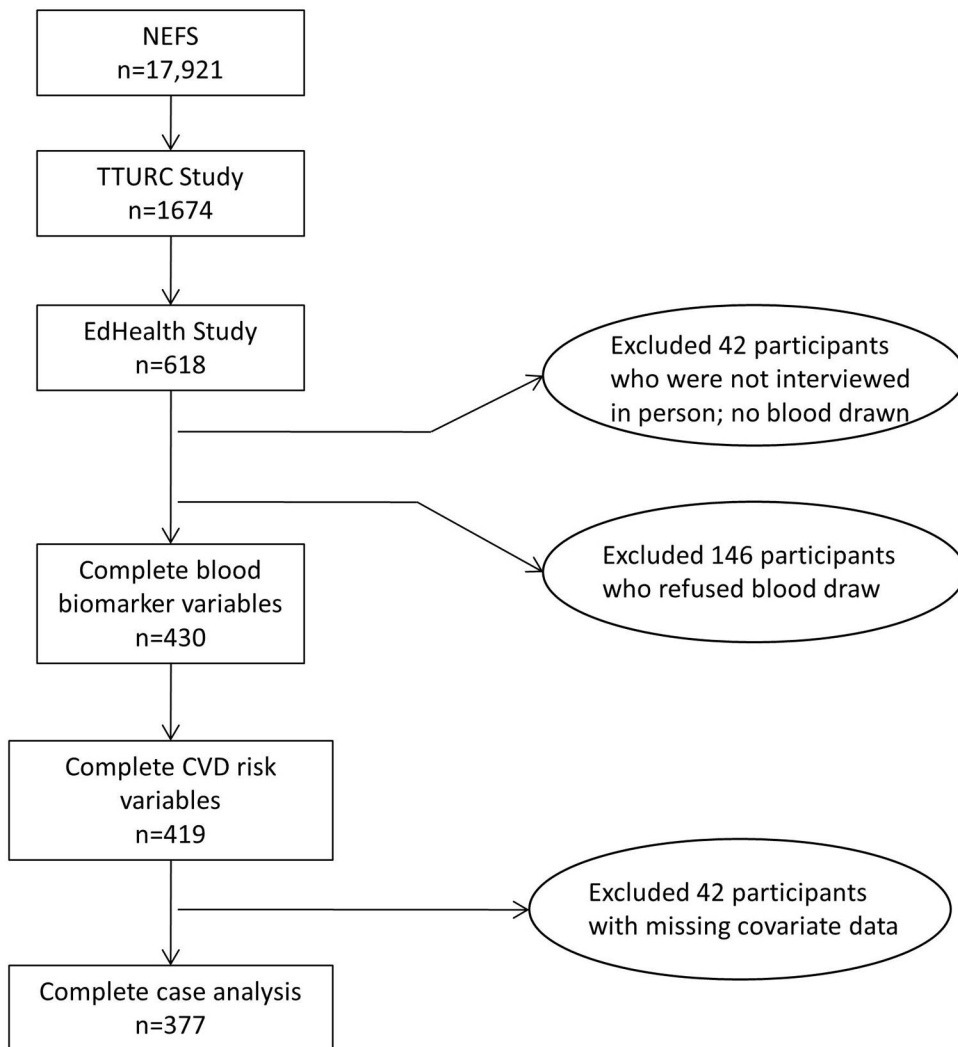 NEFS
n=17,921
TTURC Study
n=1674
EdHealth Study
n=618
Excluded 42 participants
who were not interviewed
in person; no blood drawn
Excluded 146 participants
who refused blood draw
Complete blood
biomarker variables
n=430
Complete CVD risk
variables
n=419
Excluded 42 participants
with missing covariate data
Complete case analysis
n=377